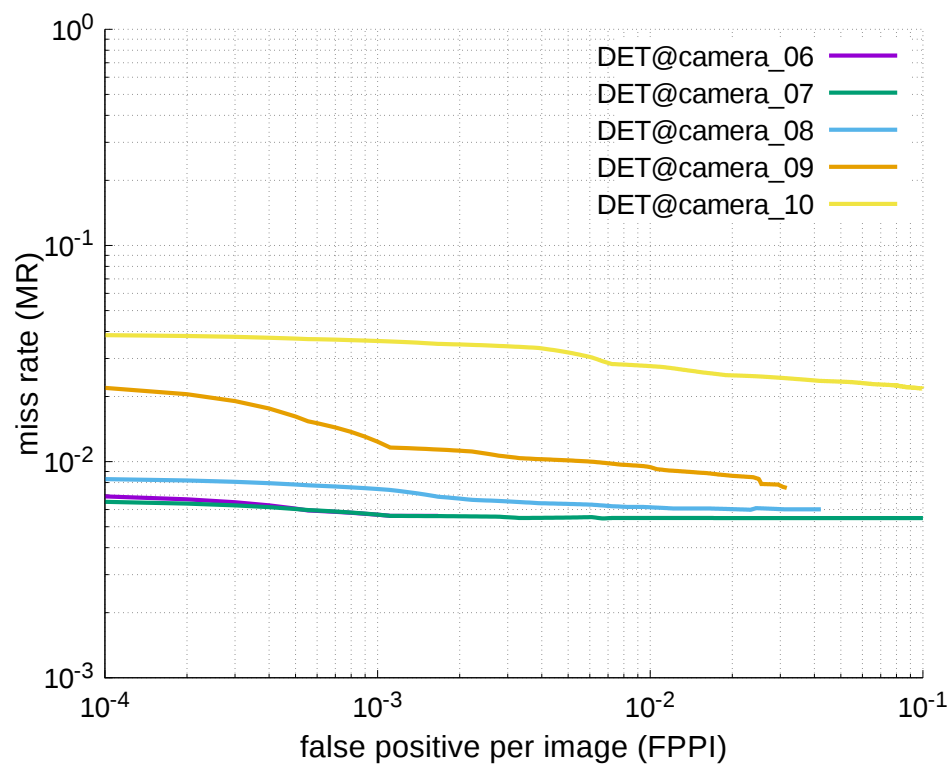 10^0
10^-1
10^-2
10^-3
miss rate (MR)
DET@camera_06
DET@camera_07
DET@camera_08
DET@camera_09
DET@camera_10
10^-4 10^-3 10^-2 10^-1
false positive per image (FPPI)